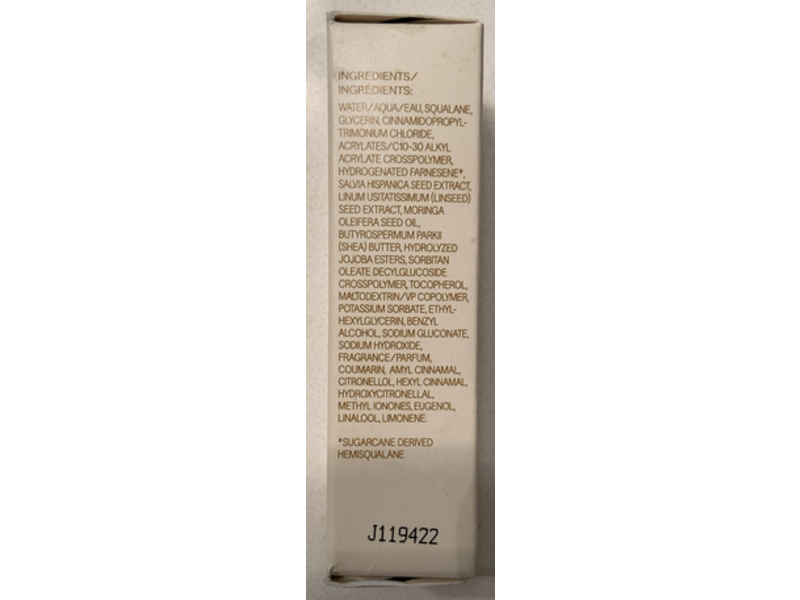 INGREDIENTS/
INGRÉDIENTS:
WATER/AQUA/EAU, SQUALANE,
GLYCERIN, CINNAMIDOPROPYL-
TRIMONIUM CHLORIDE,
ACRYLATES/C10-30 ALKYL
ACRYLATE CROSSPOLYMER,
HYDROGENATED FARNESENE*,
SALVIA HISPANICA SEED EXTRACT,
LINUM USITATISSIMUM (LINSEED)
SEED EXTRACT, MORINGA
OLEIFERA SEED OIL,
BUTYROSPERMUM PARKII
(SHEA) BUTTER, HYDROLYZED
JOJOBA ESTERS, SORBITAN
OLEATE DECYLGLUCOSIDE
CROSSPOLYMER, TOCOPHEROL,
MALTODEXTRIN/VP COPOLYMER,
POTASSIUM SORBATE, ETHYL-
HEXYLGLYCERIN, BENZYL
ALCOHOL, SODIUM GLUCONATE,
SODIUM HYDROXIDE,
FRAGRANCE/PARFUM,
COUMARIN, AMYL CINNAMAL,
CITRONELLOL, HEXYL CINNAMAL,
HYDROXYCITRONELLAL,
METHYL IONONES, EUGENOL,
LINALOOL, LIMONENE.
*SUGARCANE DERIVED
HEMISQUALANE
J119422